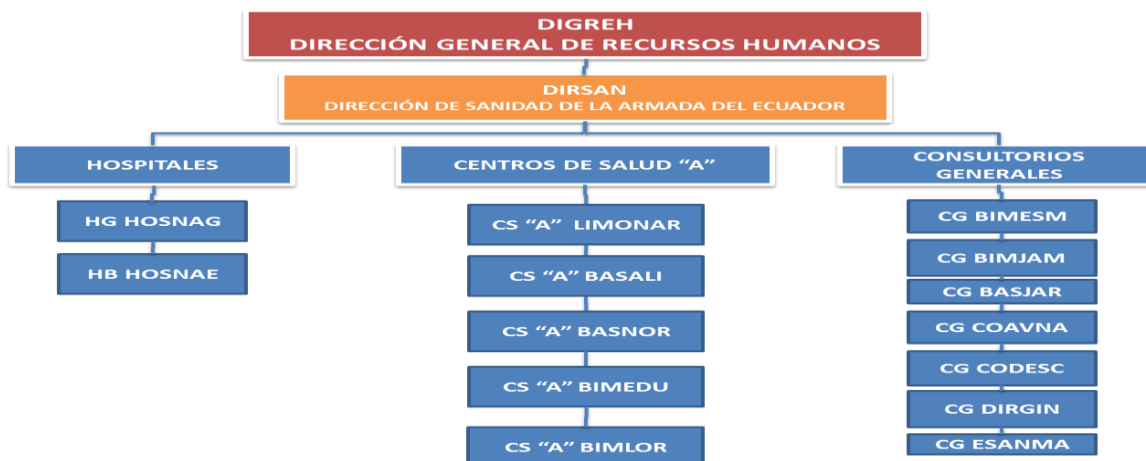 DIGREH
DIRECCIÓN GENERAL DE RECURSOS HUMANOS
DIRSAN
DIRECCIÓN DE SANIDAD DE LA ARMADA DEL ECUADOR
HOSPITALES
HG HOSNAG
HB HOSNAE
CENTROS DE SALUD “A”
CS “A”  LIMONAR
CS “A” BASALI
CS “A” BASNOR
CS “A” BIMEDU
CS “A” BIMLOR
CONSULTORIOS
GENERALES
CG BIMESM
CG BIMJAM
CG BASJAR
CG COAVNA
CG CODESC
CG DIRGIN
CG ESANMA